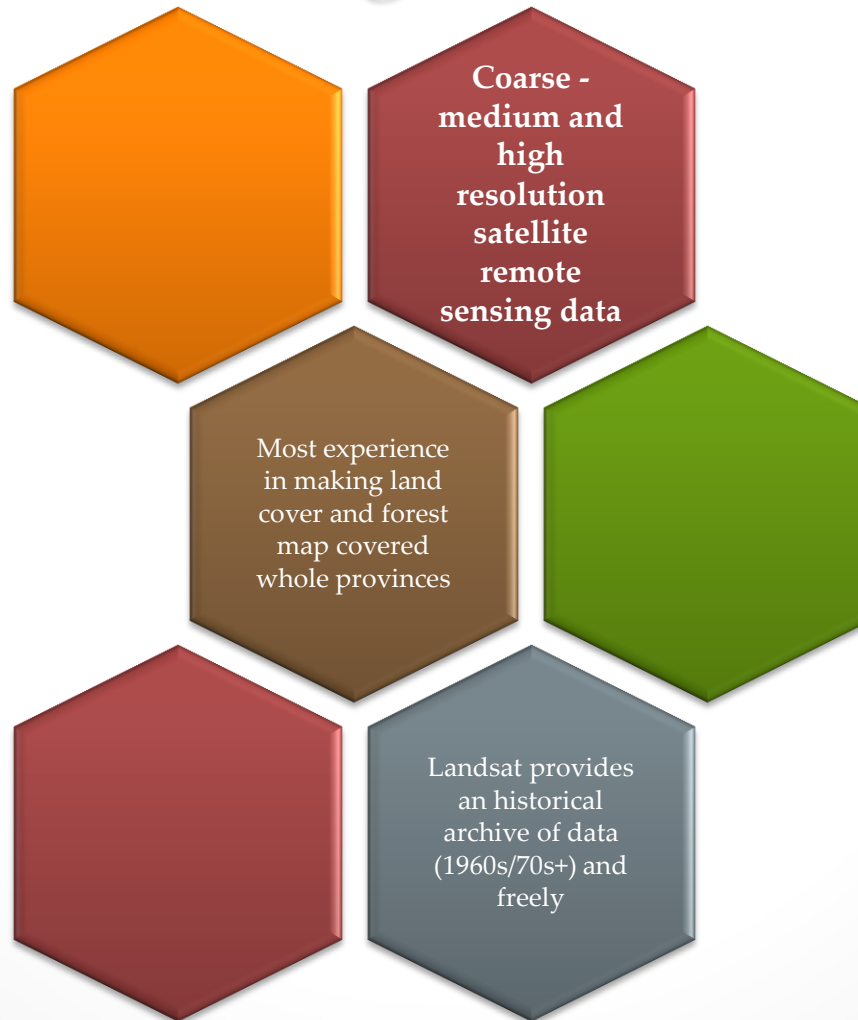 Coarse -
medium and
high
resolution
satellite
remote
sensing data
Most experience
in making land
cover and forest
map covered
whole provinces
Landsat provides
an historical
archive of data
(1960s/70s+) and
freely